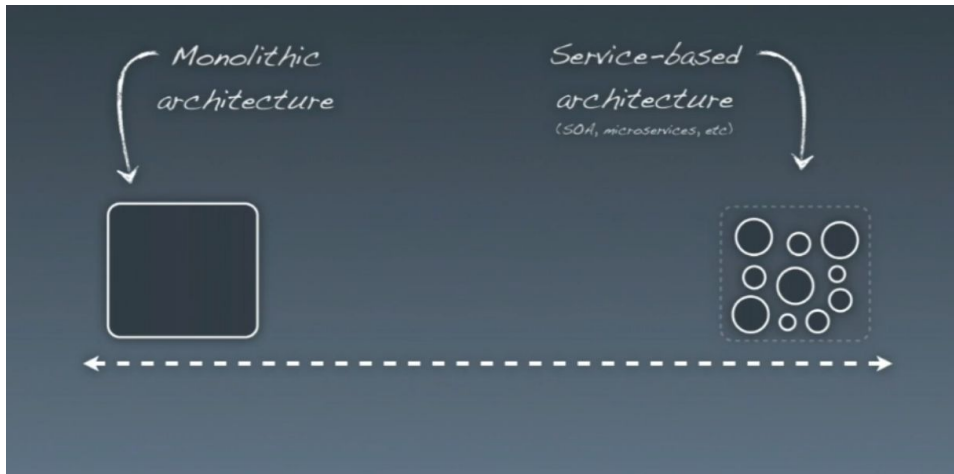 Monolithic
architecture
Service-based
architecture
(SOA, microservices, etc)